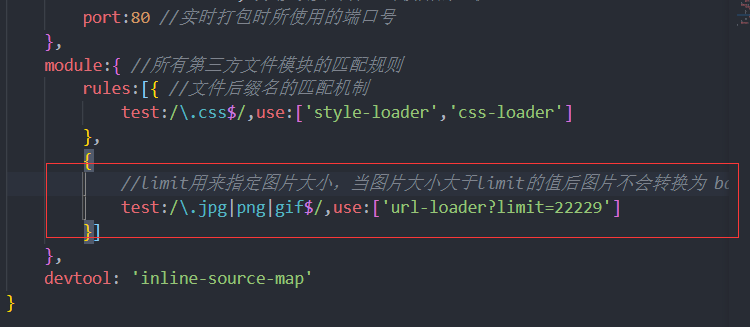 port:80 //实时打包时所使用的端口号
},
module:{ //所有第三方文件模块的匹配规则
rules:[{ //文件后缀名的匹配机制
test:/\.css$/,use:['style-loader','css-loader']
},
{
//limit用来指定图片大小，当图片大小大于limit的值后图片不会转换为
test:/\.jpg|png|gif$/,use:['url-loader?limit=22229']
}]
},
devtool: 'inline-source-map'
}